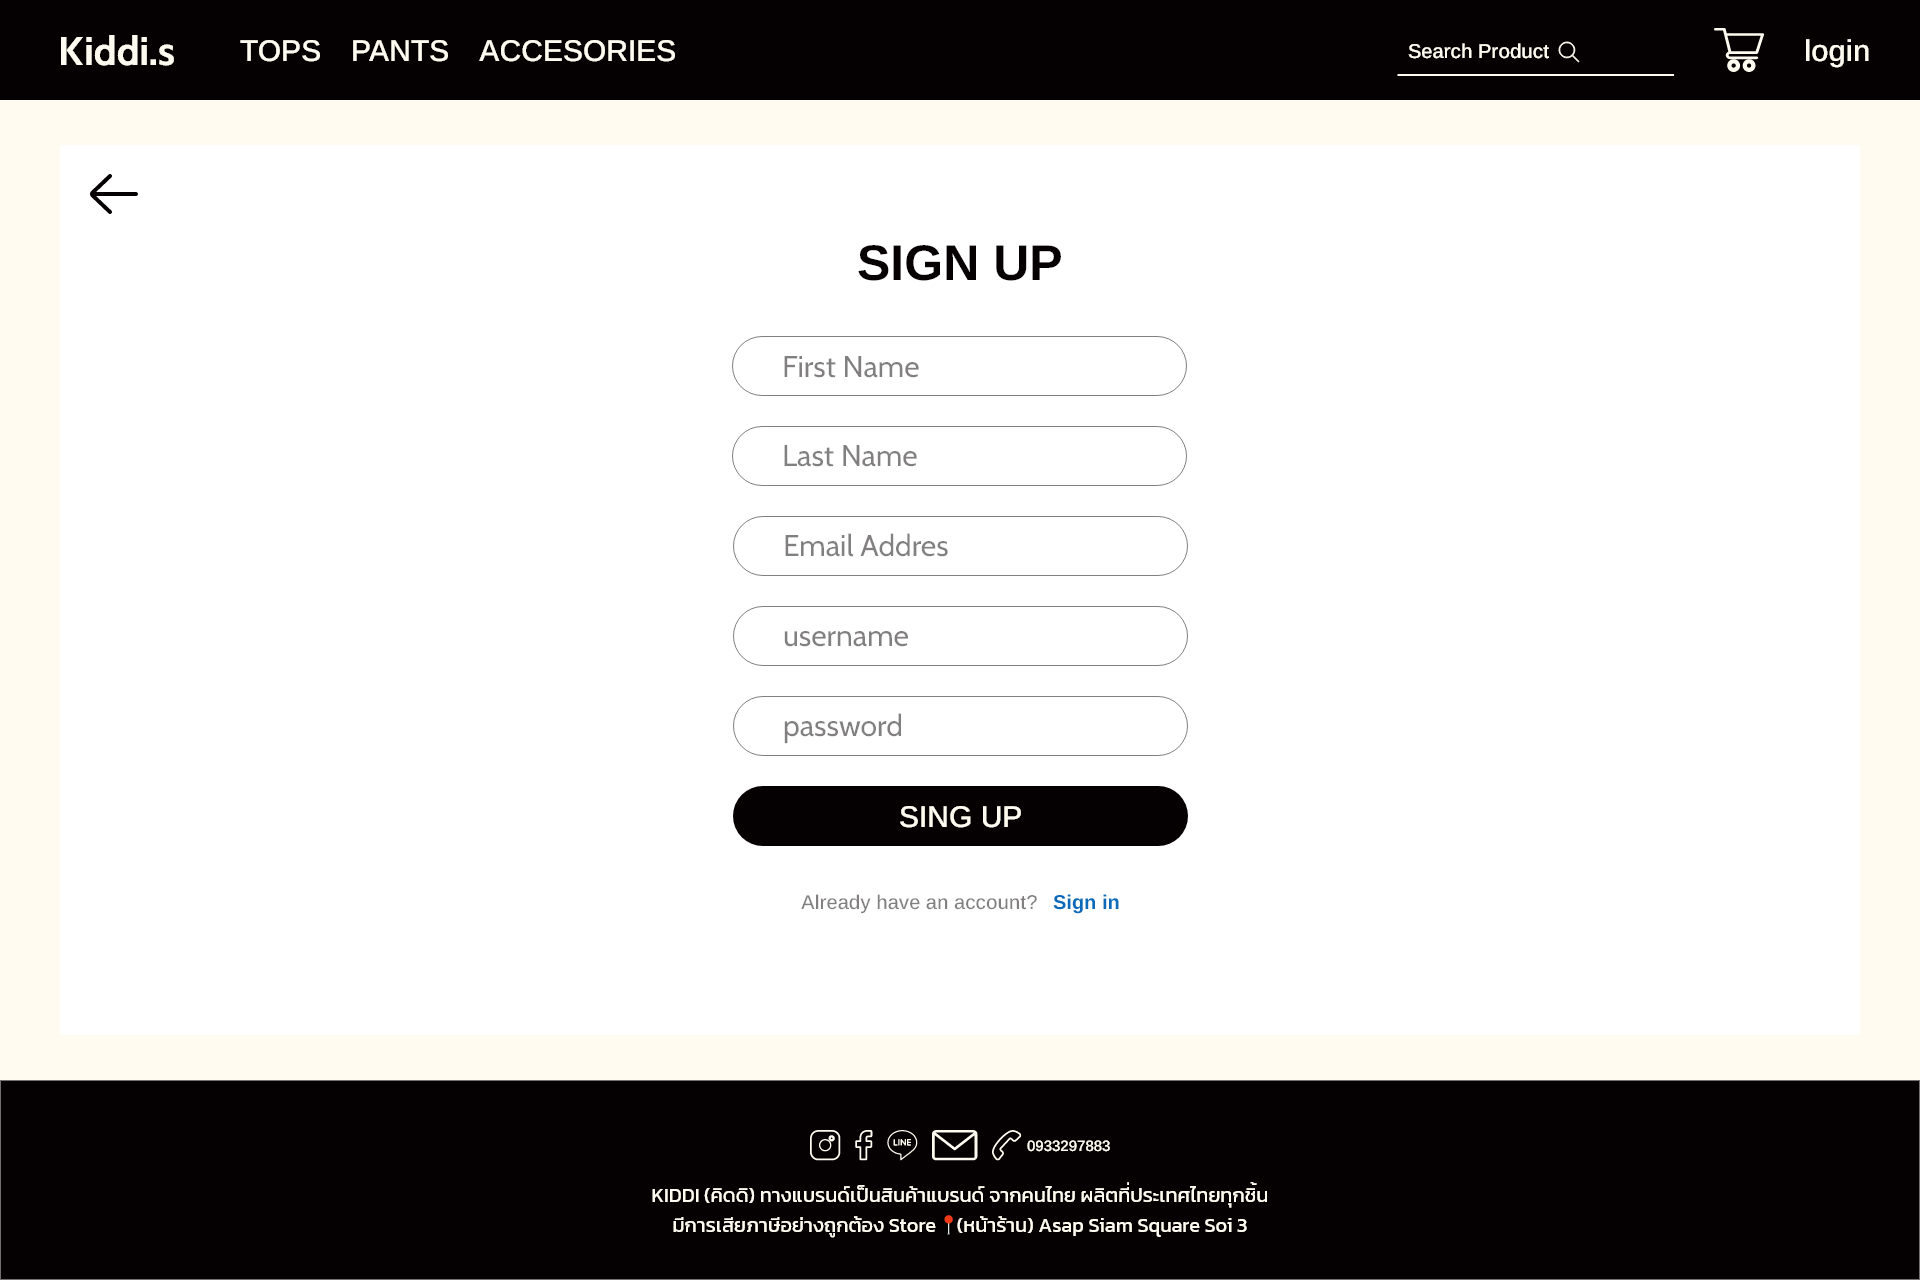 Kiddi.s TOPS PANTS ACCESORIES Search Product login
SIGN UP
First Name
Last Name
Email Addres
username
password
SING UP
Already have an account? Sign in
LINE 0933297883
KIDDI (คิดดิ) ทางแบรนด์เป็นสินค้าแบรนด์ จากคนไทย ผลิตที่ประเทศไทยทุกชิ้น
มีการเสียภาษีอย่างถูกต้อง Store 📍(หน้าร้าน) Asap Siam Square Soi 3